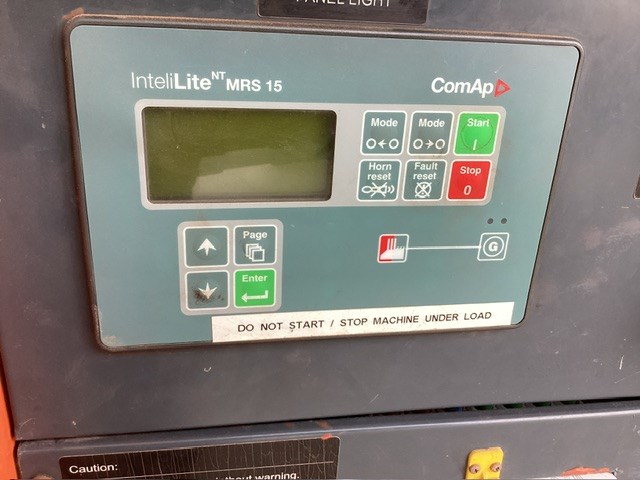 PANEL LIGHT
InteliLite NT MRS 15
ComAp
Mode
Mode
Start
I
Horn
reset
Fault
reset
Stop
0
Page
Enter
G
DO NOT START / STOP MACHINE UNDER LOAD
Caution:
without warning.